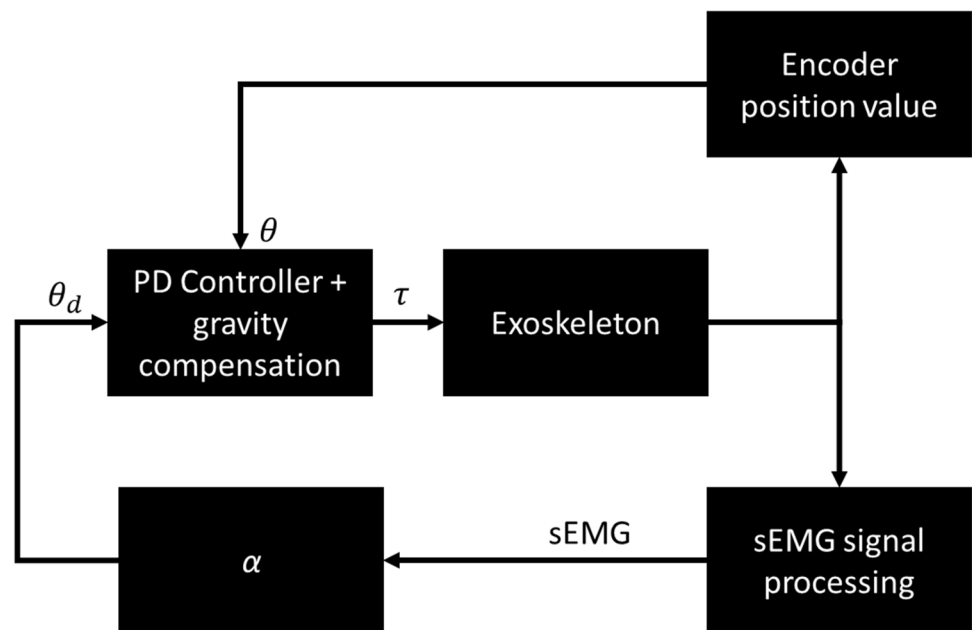 Encoder
position value
θ
θ_d
PD Controller +
gravity
compensation
τ
Exoskeleton
sEMG
α
sEMG signal
processing